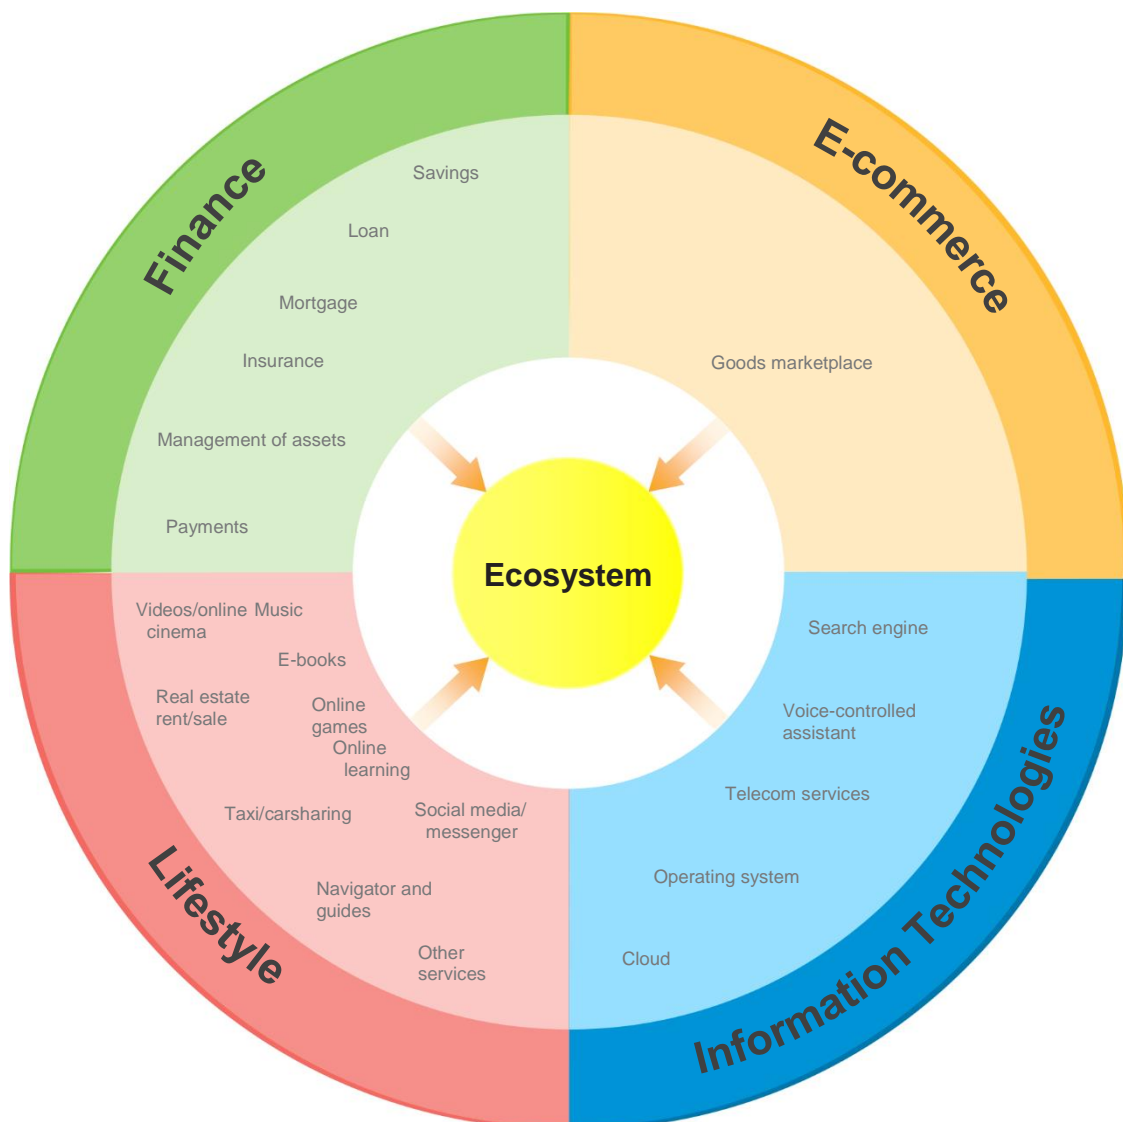 Finance
Savings
Loan
Mortgage
Insurance
Management of assets
Payments
E-commerce
Goods marketplace
Ecosystem
Lifestyle
Videos/online
cinema
Music
E-books
Real estate
rent/sale
Online
games
Online
learning
Taxi/carsharing
Social media/
messenger
Navigator and
guides
Other
services
Information Technologies
Search engine
Voice-controlled
assistant
Telecom services
Operating system
Cloud